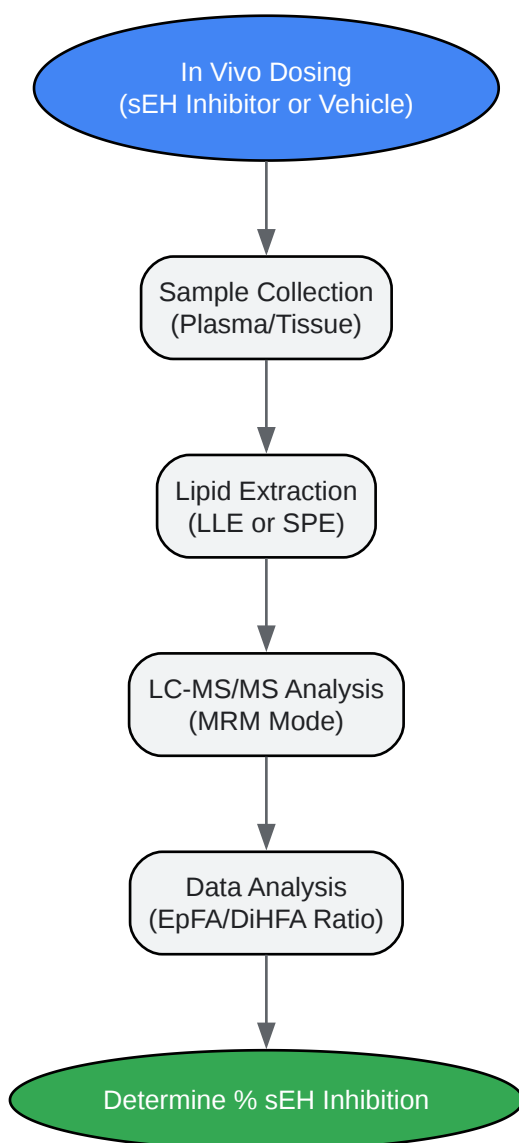 In Vivo Dosing
(sEH Inhibitor or Vehicle)
Sample Collection
(Plasma/Tissue)
Lipid Extraction
(LLE or SPE)
LC-MS/MS Analysis
(MRM Mode)
Data Analysis
(EpFA/DiHFA Ratio)
Determine % sEH Inhibition